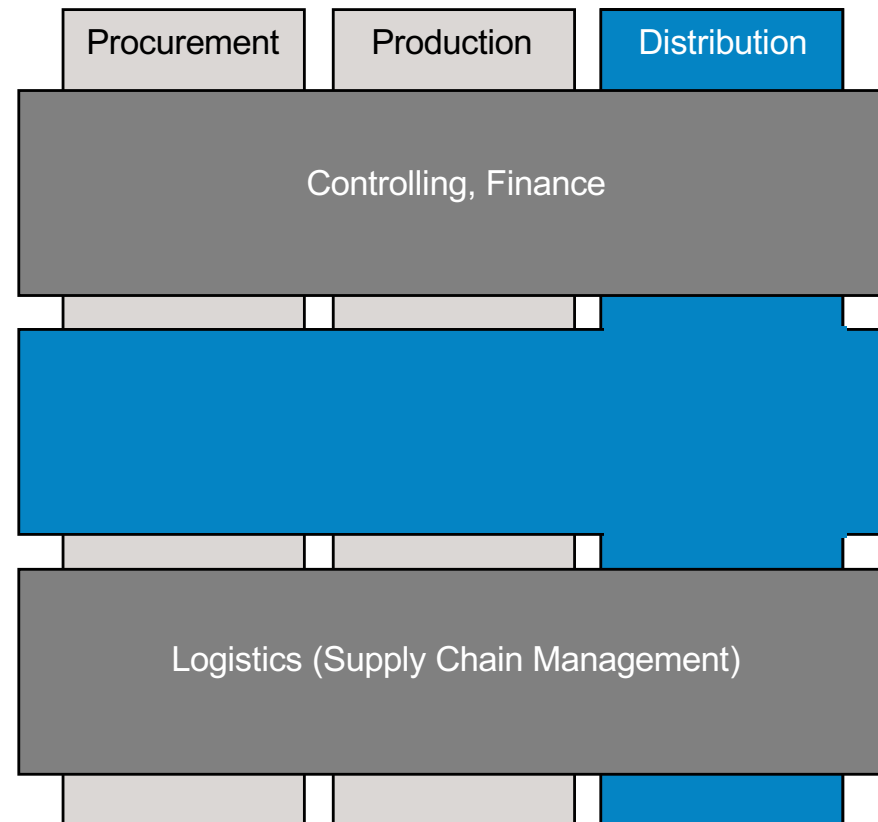 Procurement
Production
Distribution
Controlling, Finance
Logistics (Supply Chain Management)